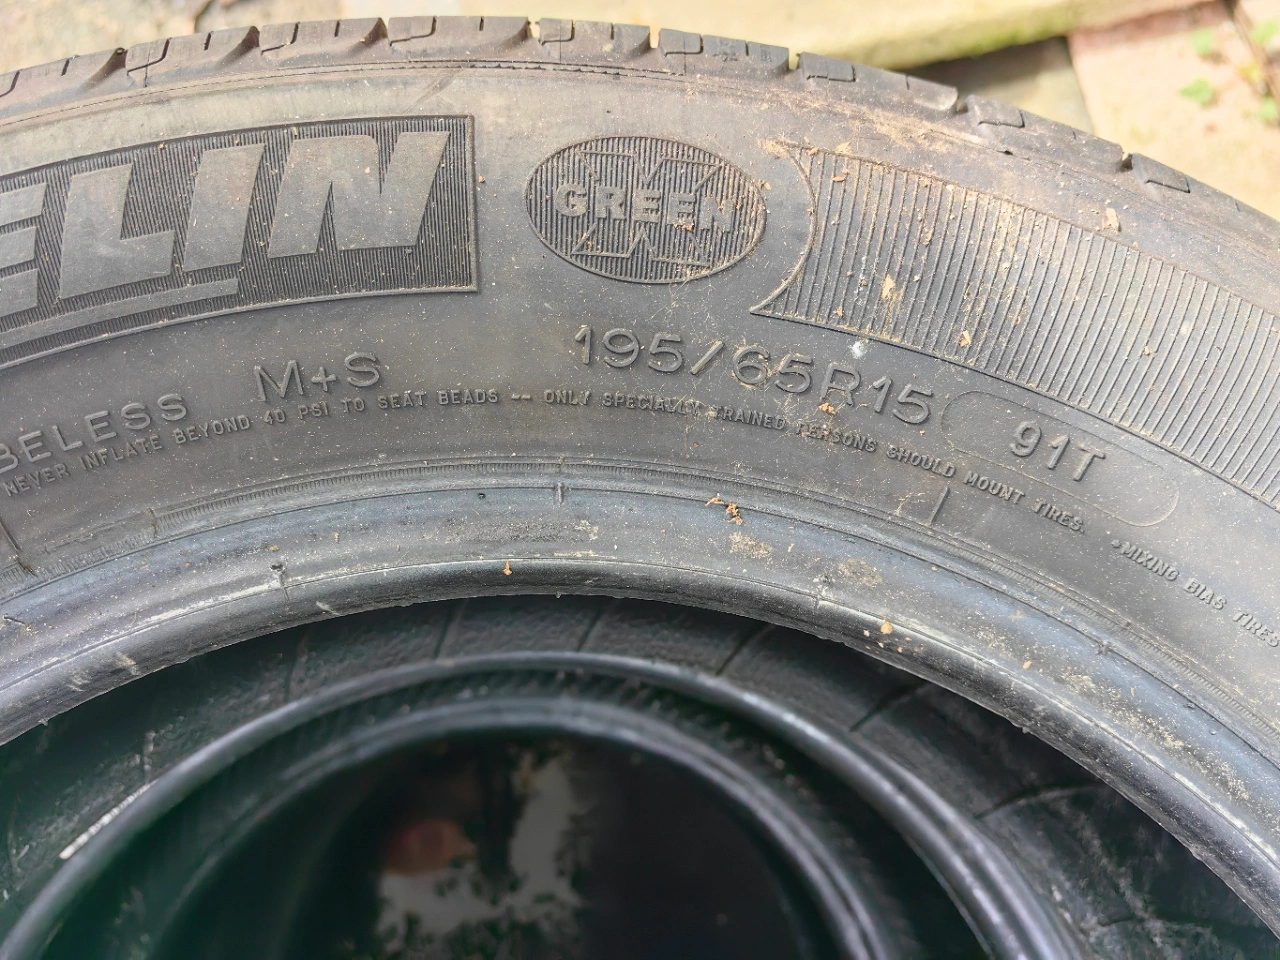 ELIN
GREEN X
195/65R15 91T
BELESS M+S
NEVER INFLATE BEYOND 40 PSI TO SEAT BEADS -- ONLY SPECIALLY TRAINED PERSONS SHOULD MOUNT TIRES. •MIXING BIAS TIRES